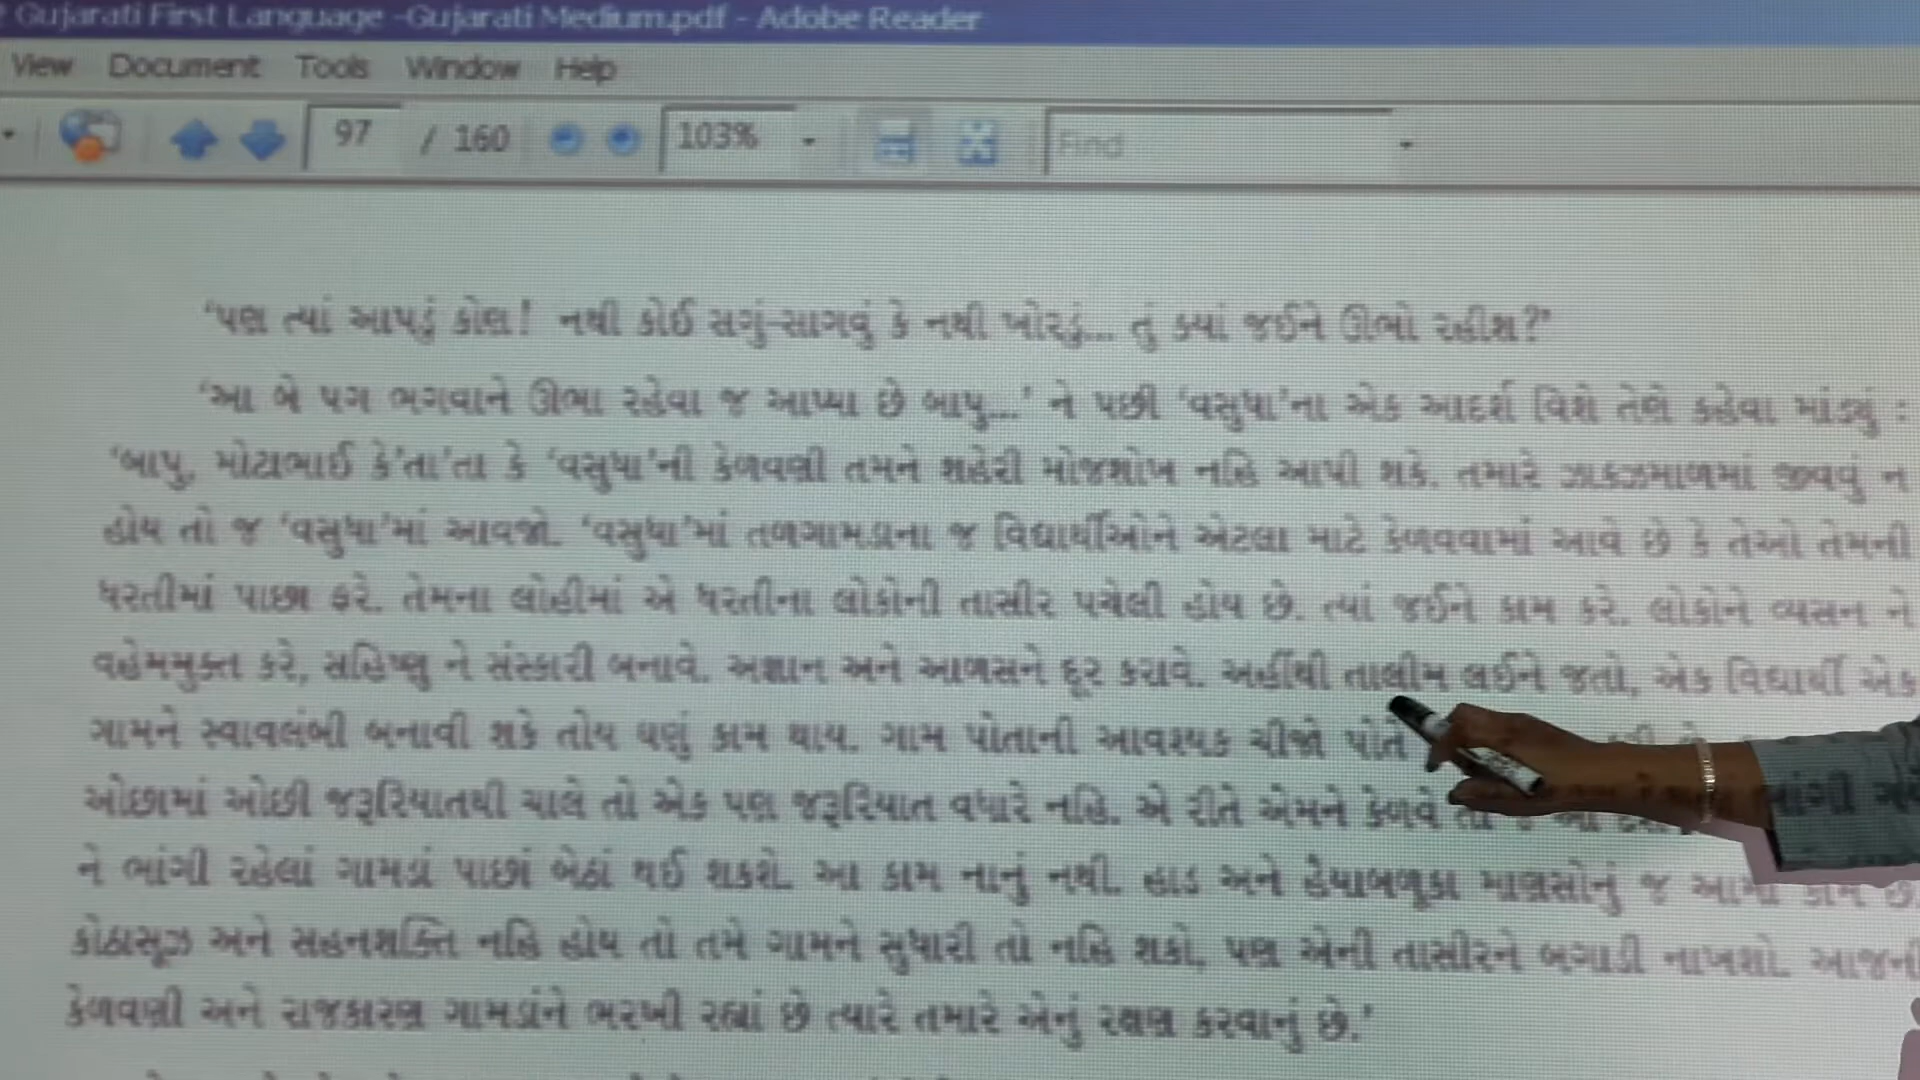 Gujarati First Language -Gujarati Medium.pdf - Adobe Reader
View Document Tools Window Help
97 / 160 103% Find
'પણ ત્યાં આપડું કોણ! નથી કોઈ સગું-સાગવું કે નથી ખોરડું... તું ક્યાં જઈને ઊભો રહીશ?'
'આ બે પગ ભગવાને ઊભા રહેવા જ આપ્યા છે બાપુ...' ને પછી 'વસુધા'ના એક આદર્શ વિશે તેણે કહેવા માંડ્યું :
'બાપુ, મોટાભાઈ કે'તા'તા કે 'વસુધા'ની કેળવણી તમને શહેરી મોજશોખ નહિ આપી શકે. તમારે ઝાકઝમાળમાં જીવવું ન
હોય તો જ 'વસુધા'માં આવજો. 'વસુધા'માં તળગામડાના જ વિદ્યાર્થીઓને એટલા માટે કેળવવામાં આવે છે કે તેઓ તેમની
ધરતીમાં પાછા ફરે. તેમના લોહીમાં એ ધરતીના લોકોની તાસીર પચેલી હોય છે. ત્યાં જઈને કામ કરે. લોકોને વ્યસન ને
વહેમમુક્ત કરે, સહિષ્ણુ ને સંસ્કારી બનાવે. અજ્ઞાન અને આળસને દૂર કરાવે. અહીંથી તાલીમ લઈને જતો, એક વિદ્યાર્થી એક
ગામને સ્વાવલંબી બનાવી શકે તોય ઘણું કામ થાય. ગામ પોતાની આવશ્યક ચીજો પોતે
ઓછામાં ઓછી જરૂરિયાતથી ચાલે તો એક પણ જરૂરિયાત વધારે નહિ. એ રીતે એમને કેળવે તો જ આ ભાંગી
ને ભાંગી રહેલાં ગામડાં પાછાં બેઠાં થઈ શકશે. આ કામ નાનું નથી. હાડ અને હૈયાબળૂકા માણસોનું જ આમાં કામ છે.
કોઠાસૂઝ અને સહનશક્તિ નહિ હોય તો તમે ગામને સુધારી તો નહિ શકો, પણ એની તાસીરને બગાડી નાખશો. આજની
કેળવણી અને રાજકારણ ગામડાંને ભરખી રહ્યાં છે ત્યારે તમારે એનું રક્ષણ કરવાનું છે.'